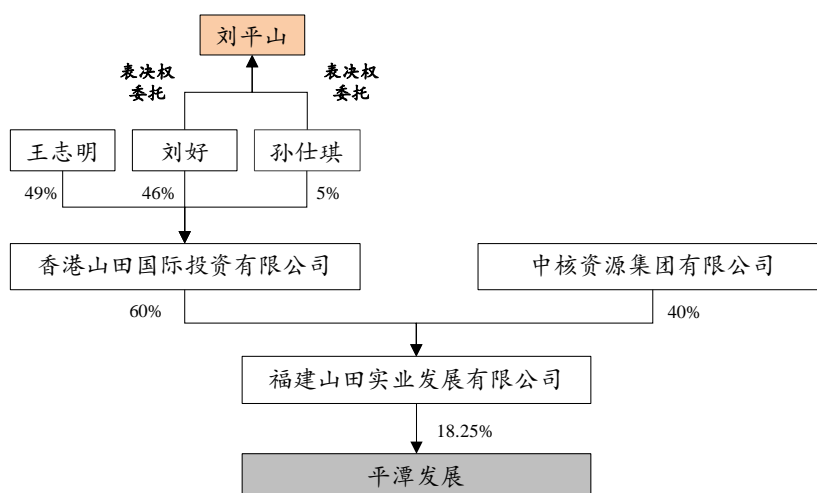 刘平山
表决权
委托
表决权
委托
王志明
刘好
孙仕琪
49%
46%
5%
香港山田国际投资有限公司
中核资源集团有限公司
60%
40%
福建山田实业发展有限公司
18.25%
平潭发展